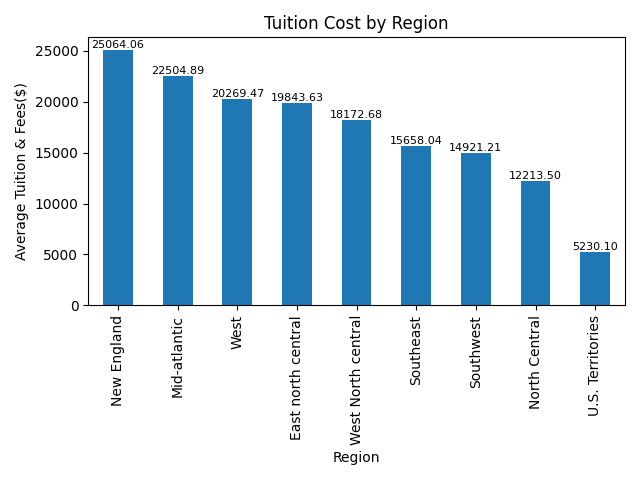 Tuition Cost by Region
Average Tuition & Fees($)
25000
20000
15000
10000
5000
0
25064.06
22504.89
20269.47
19843.63
18172.68
15658.04
14921.21
12213.50
5230.10
New England
Mid-atlantic
West
East north central
West North central
Southeast
Southwest
North Central
U.S. Territories
Region